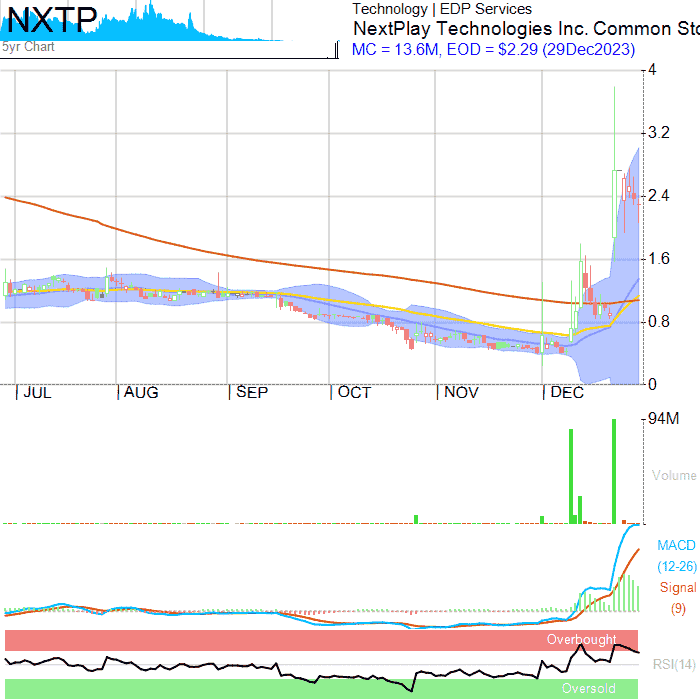 NXTP
5yr Chart
Technology | EDP Services
NextPlay Technologies Inc. Common Sto
MC = 13.6M, EOD = $2.29 (29Dec2023)
4
3.2
2.4
1.6
0.8
0
JUL AUG SEP OCT NOV DEC
94M
Volume
MACD
(12-26)
Signal
(9)
Overbought
RSI(14)
Oversold